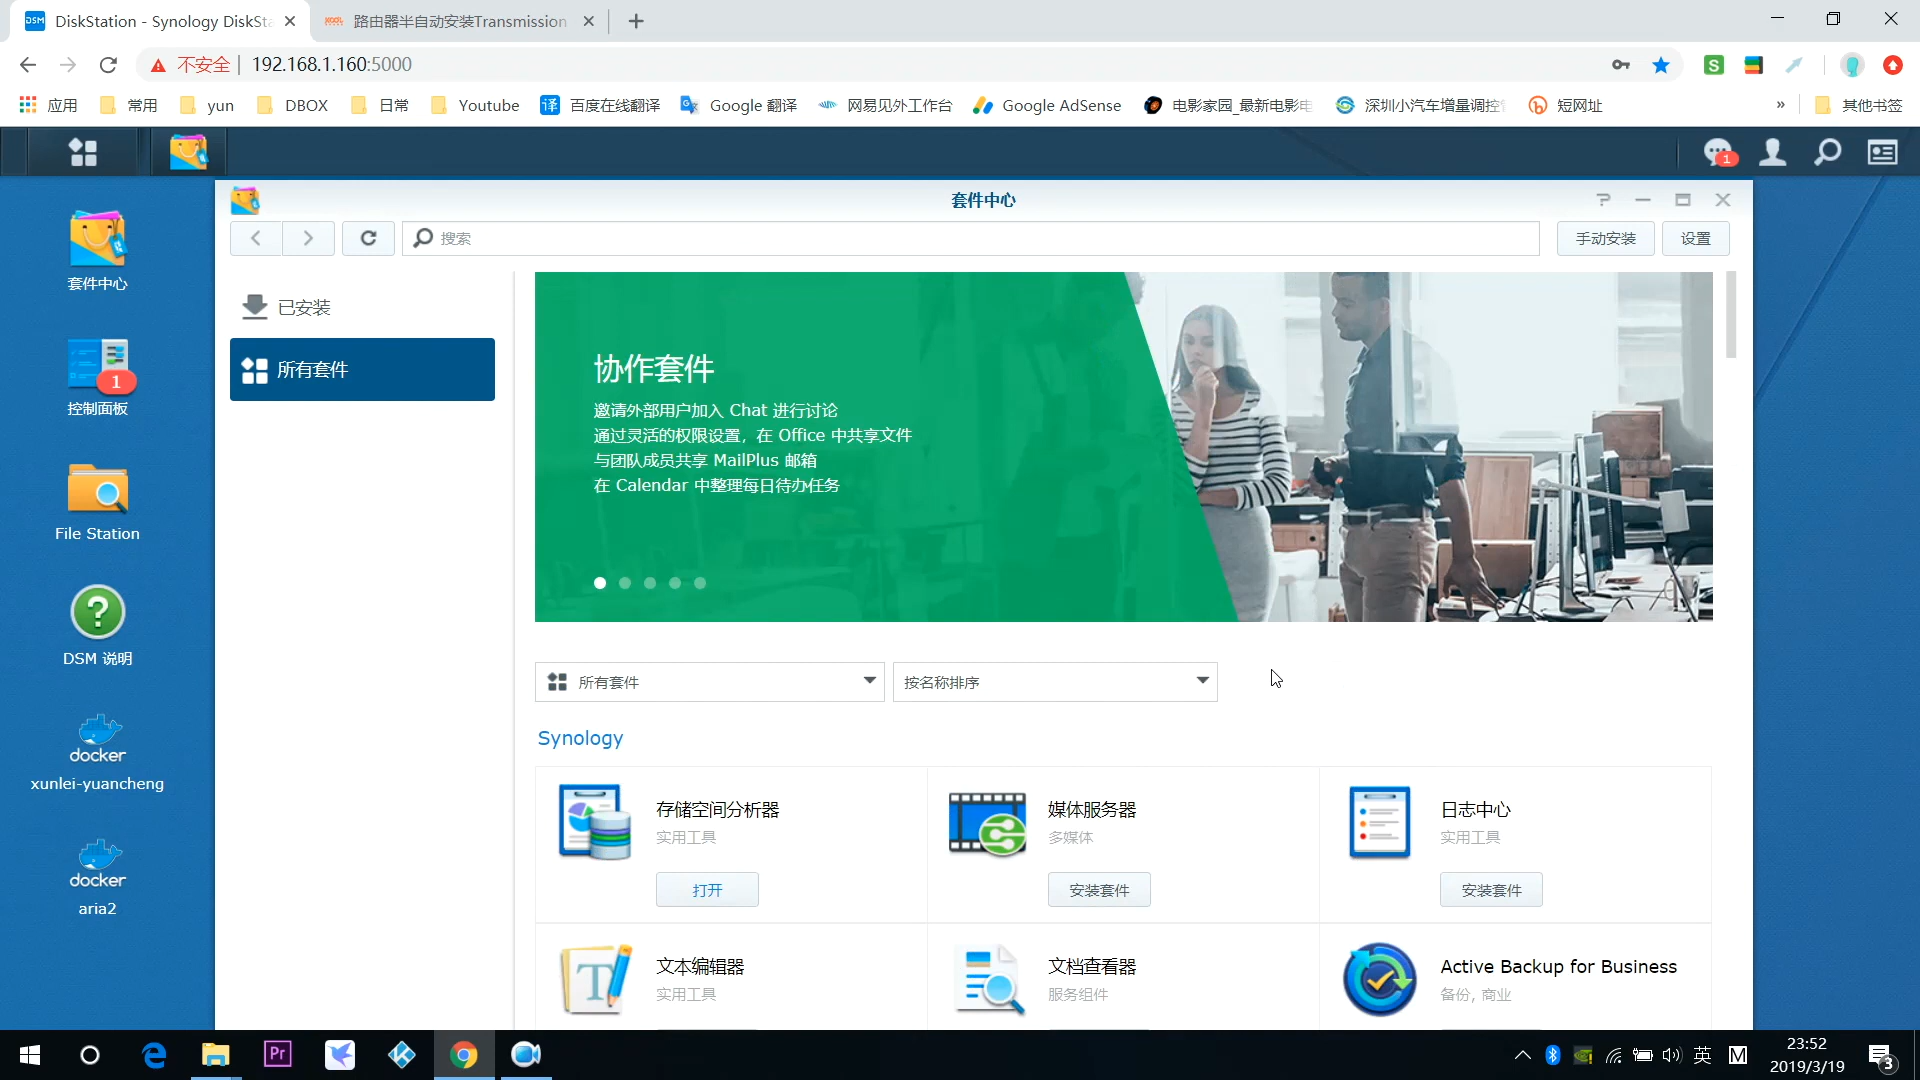 DSM DiskStation - Synology DiskSta
路由器半自动安装Transmission
不安全 192.168.1.160:5000
应用 常用 yun DBOX 日常 Youtube 译 百度在线翻译 Google 翻译 网易见外工作台 Google AdSense 电影家园_最新电影电 深圳小汽车增量调控 短网址 » 其他书签
1
套件中心
搜索 手动安装 设置
套件中心
1
控制面板
File Station
DSM 说明
docker
xunlei-yuancheng
docker
aria2
已安装
所有套件
协作套件
邀请外部用户加入 Chat 进行讨论
通过灵活的权限设置，在 Office 中共享文件
与团队成员共享 MailPlus 邮箱
在 Calendar 中整理每日待办任务
所有套件 按名称排序
Synology
存储空间分析器
实用工具
打开
媒体服务器
多媒体
安装套件
日志中心
实用工具
安装套件
文本编辑器
实用工具
文档查看器
服务组件
Active Backup for Business
备份, 商业
Pr
英 M
23:52
2019/3/19
3